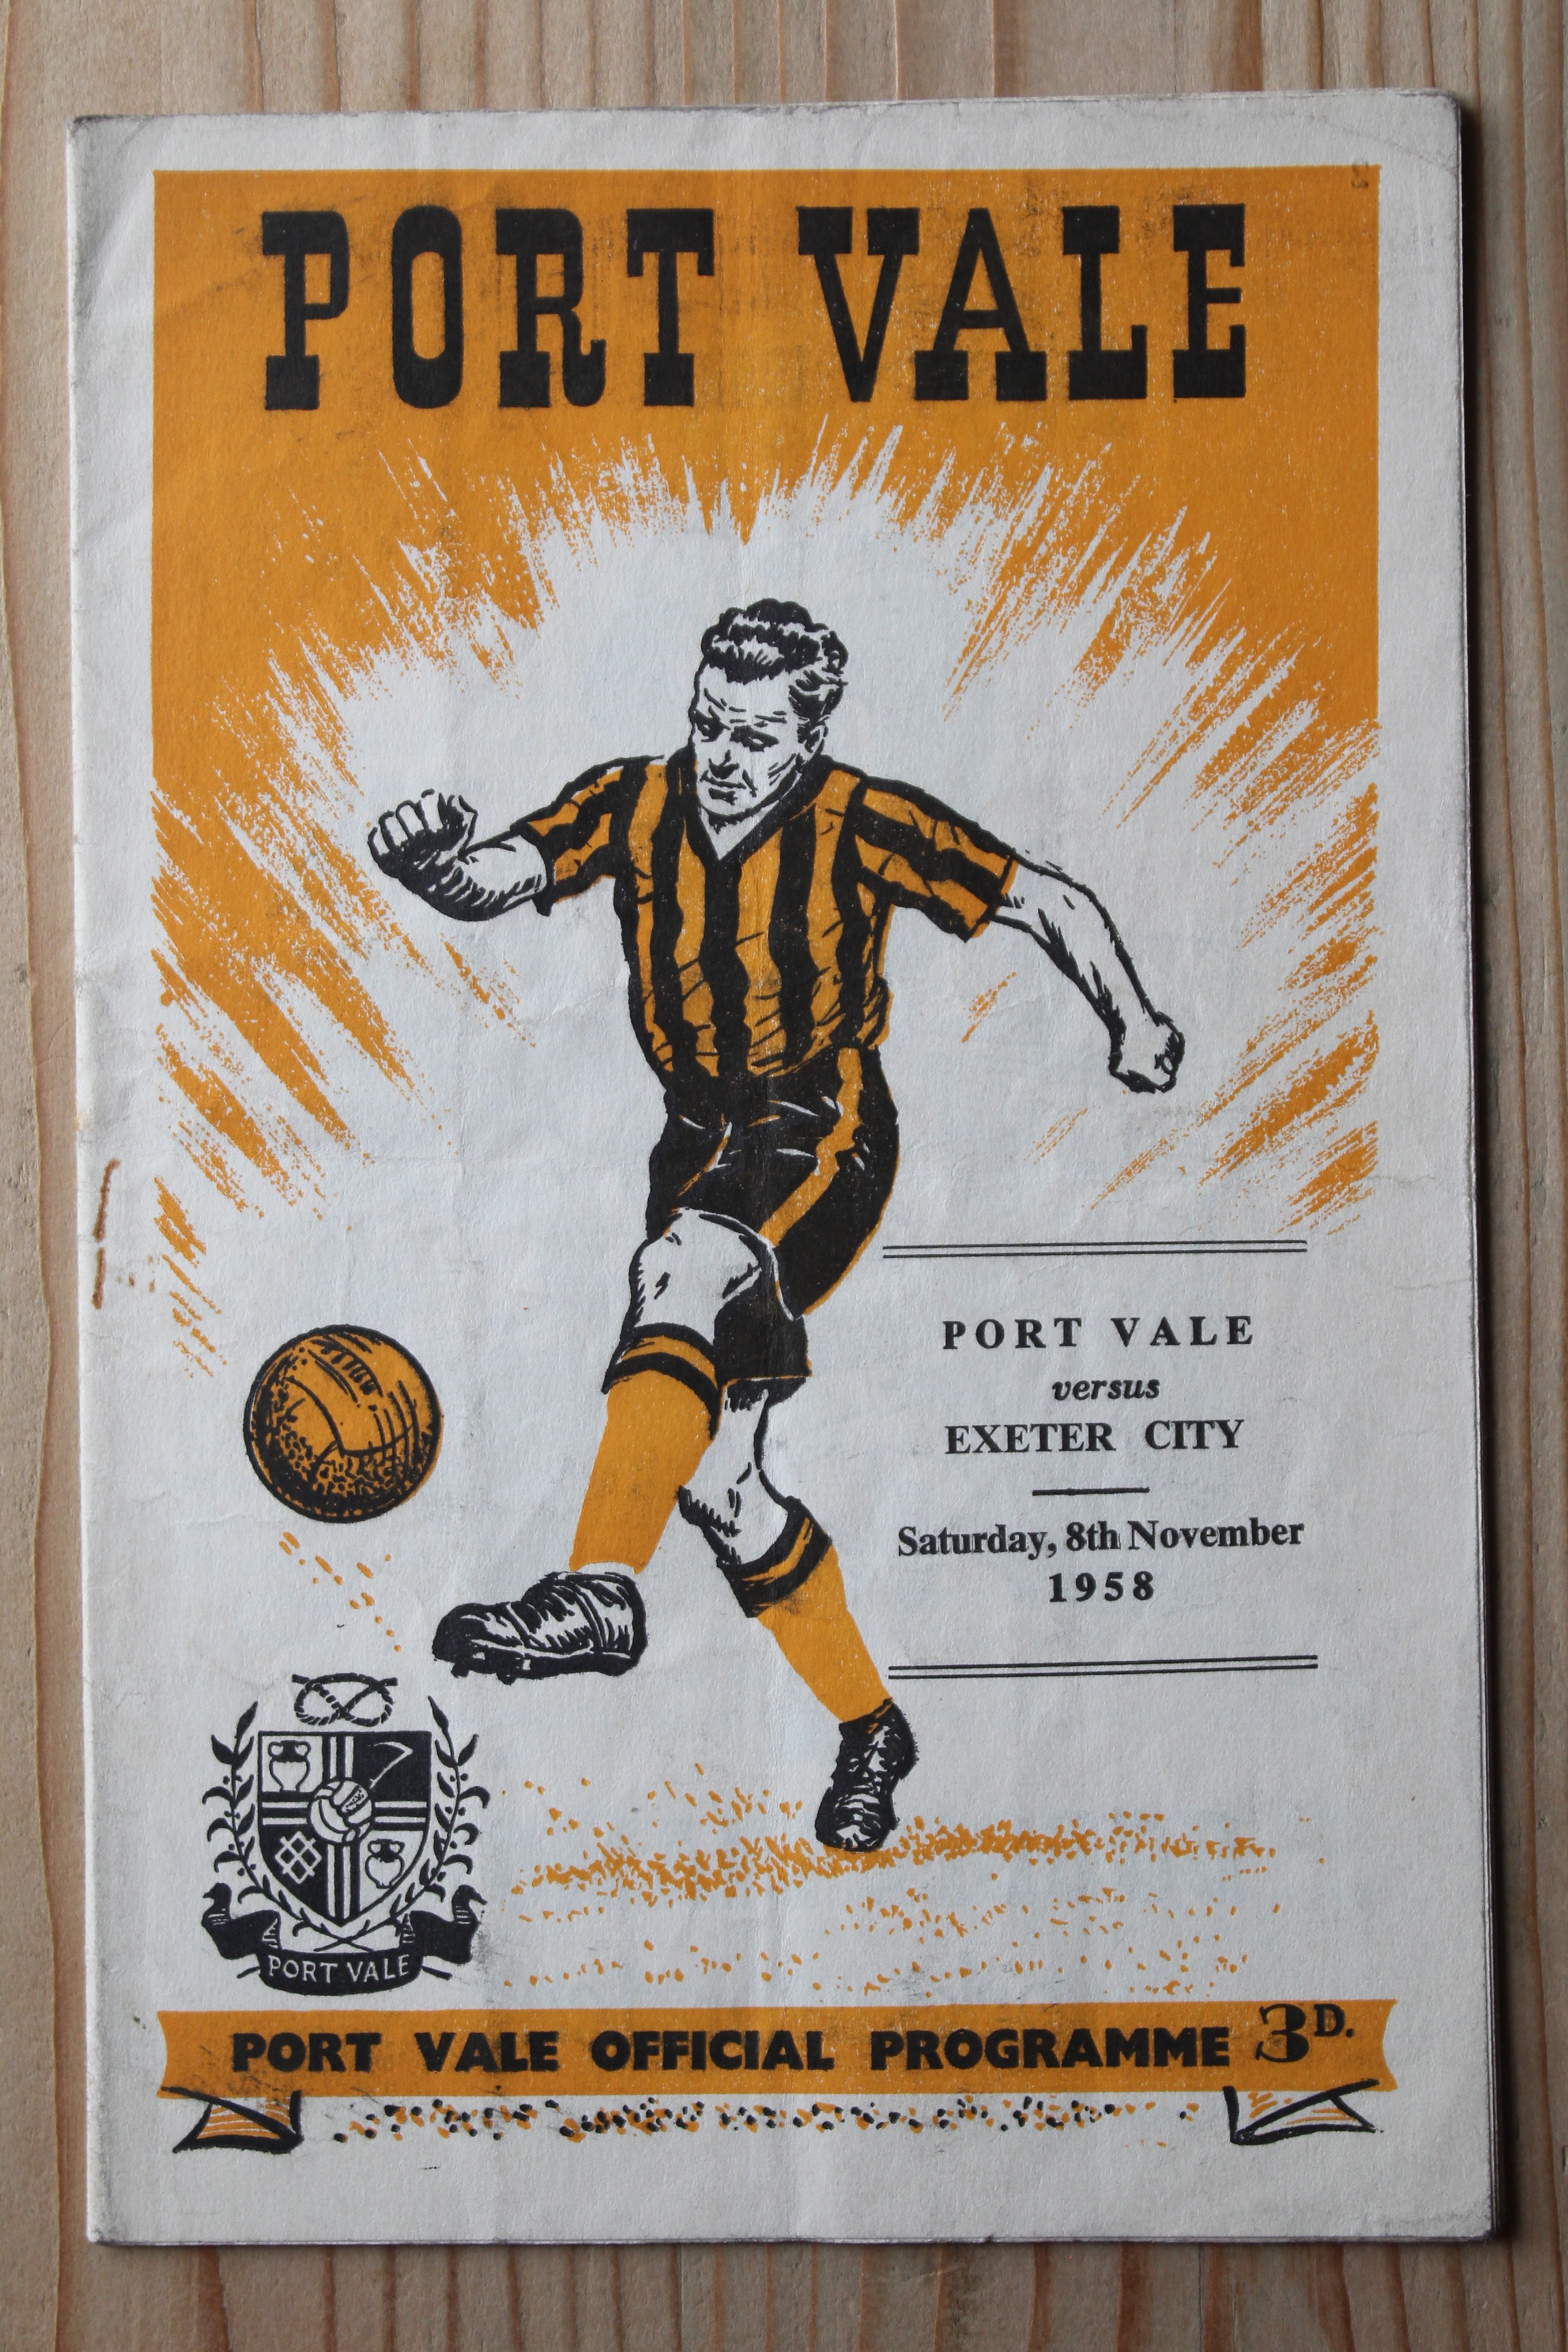 PORT VALE
PORT VALE
versus
EXETER CITY
Saturday, 8th November
1958
PORT VALE
PORT VALE OFFICIAL PROGRAMME 3D.